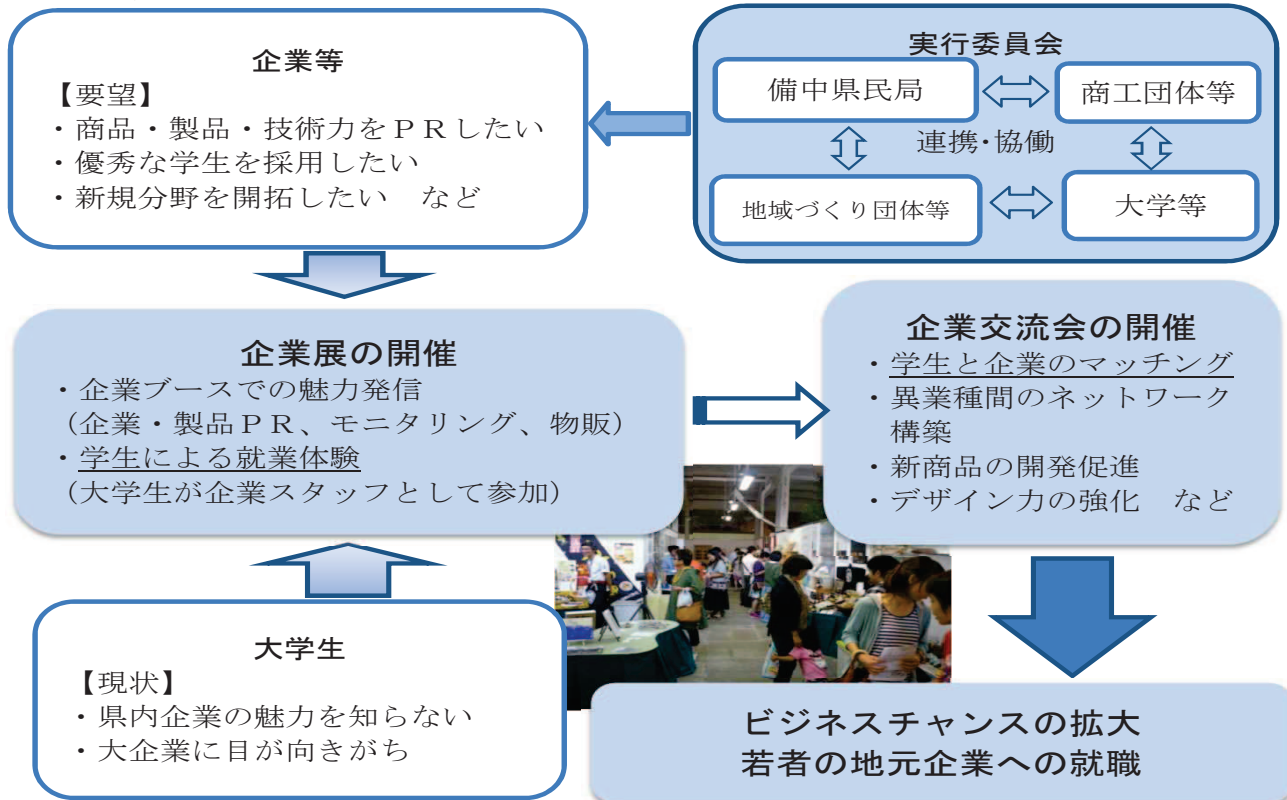 企業等
【要望】
・商品・製品・技術力をＰＲしたい
・優秀な学生を採用したい
・新規分野を開拓したい　など
実行委員会
備中県民局
商工団体等
連携・協働
地域づくり団体等
大学等
企業展の開催
・企業ブースでの魅力発信
（企業・製品ＰＲ、モニタリング、物販）
・学生による就業体験
（大学生が企業スタッフとして参加）
企業交流会の開催
・学生と企業のマッチング
・異業種間のネットワーク
構築
・新商品の開発促進
・デザイン力の強化　など
大学生
【現状】
・県内企業の魅力を知らない
・大企業に目が向きがち
ビジネスチャンスの拡大
若者の地元企業への就職